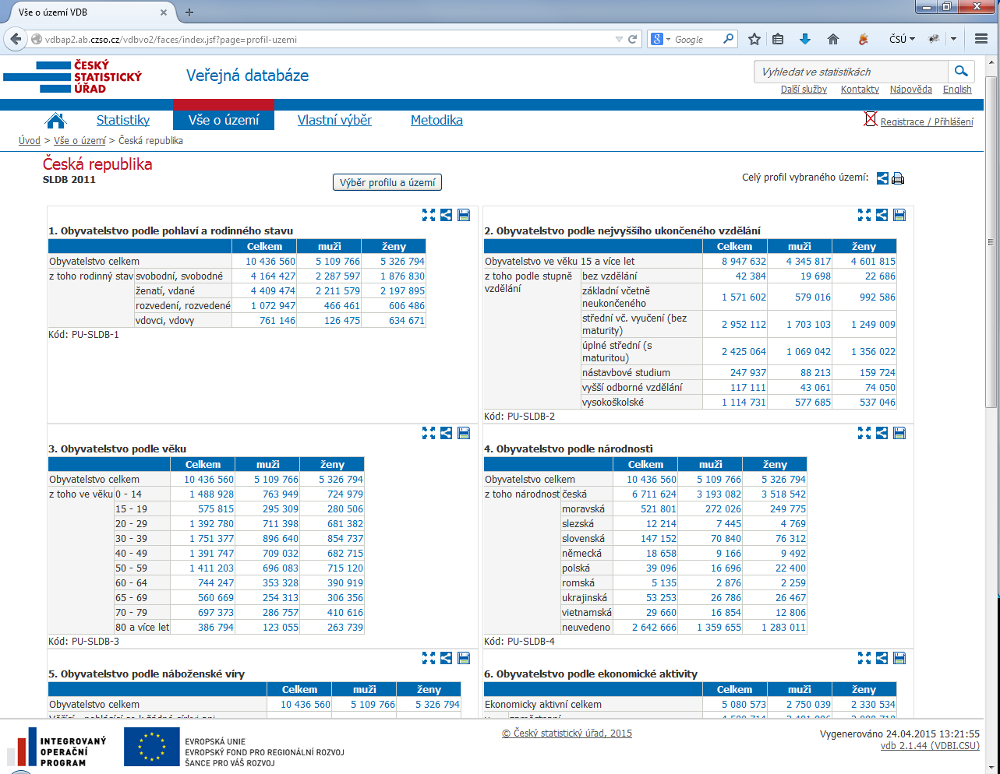 Vše o území VDB
vdbap2.ab.czso.cz/vdbvo2/faces/index.jsf?page=profil-uzemi
Google
ČSÚ
ČESKÝ
STATISTICKÝ
ÚŘAD
Veřejná databáze
Vyhledat ve statistikách
Další služby Kontakty Nápověda English
Statistiky Vše o území Vlastní výběr Metodika
Registrace / Přihlášení
Úvod > Vše o území > Česká republika
Česká republika
SLDB 2011
Výběr profilu a území
Celý profil vybraného území:
1. Obyvatelstvo podle pohlaví a rodinného stavu
Celkem muži ženy
Obyvatelstvo celkem 10 436 560 5 109 766 5 326 794
z toho rodinný stav svobodní, svobodné 4 164 427 2 287 597 1 876 830
ženatí, vdané 4 409 474 2 211 579 2 197 895
rozvedení, rozvedené 1 072 947 466 461 606 486
vdovci, vdovy 761 146 126 475 634 671
Kód: PU-SLDB-1
2. Obyvatelstvo podle nejvyššího ukončeného vzdělání
Celkem muži ženy
Obyvatelstvo ve věku 15 a více let 8 947 632 4 345 817 4 601 815
z toho podle stupně vzdělání bez vzdělání 42 384 19 698 22 686
základní včetně
neukončeného 1 571 602 579 016 992 586
střední vč. vyučení (bez
maturity) 2 952 112 1 703 103 1 249 009
úplné střední (s
maturitou) 2 425 064 1 069 042 1 356 022
nástavbové studium 247 937 88 213 159 724
vyšší odborné vzdělání 117 111 43 061 74 050
vysokoškolské 1 114 731 577 685 537 046
Kód: PU-SLDB-2
3. Obyvatelstvo podle věku
Celkem muži ženy
Obyvatelstvo celkem 10 436 560 5 109 766 5 326 794
z toho ve věku 0 - 14 1 488 928 763 949 724 979
15 - 19 575 815 295 309 280 506
20 - 29 1 392 780 711 398 681 382
30 - 39 1 751 377 896 640 854 737
40 - 49 1 391 747 709 032 682 715
50 - 59 1 411 203 696 083 715 120
60 - 64 744 247 353 328 390 919
65 - 69 560 669 254 313 306 356
70 - 79 697 373 286 757 410 616
80 a více let 386 794 123 055 263 739
Kód: PU-SLDB-3
4. Obyvatelstvo podle národnosti
Celkem muži ženy
Obyvatelstvo celkem 10 436 560 5 109 766 5 326 794
z toho národnost česká 6 711 624 3 193 082 3 518 542
moravská 521 801 272 026 249 775
slezská 12 214 7 445 4 769
slovenská 147 152 70 840 76 312
německá 18 658 9 166 9 492
polská 39 096 16 696 22 400
romská 5 135 2 876 2 259
ukrajinská 53 253 26 786 26 467
vietnamská 29 660 16 854 12 806
neuvedeno 2 642 666 1 359 655 1 283 011
Kód: PU-SLDB-4
5. Obyvatelstvo podle náboženské víry
Celkem muži ženy
Obyvatelstvo celkem 10 436 560 5 109 766 5 326 794
6. Obyvatelstvo podle ekonomické aktivity
Celkem muži ženy
Ekonomicky aktivní celkem 5 080 573 2 750 039 2 330 534
INTEGROVANÝ
OPERAČNÍ
PROGRAM
EVROPSKÁ UNIE
EVROPSKÝ FOND PRO REGIONÁLNÍ ROZVOJ
ŠANCE PRO VÁŠ ROZVOJ
© Český statistický úřad, 2015
Vygenerováno 24.04.2015 13:21:55
vdb 2.1.44 (VDBI.CSU)